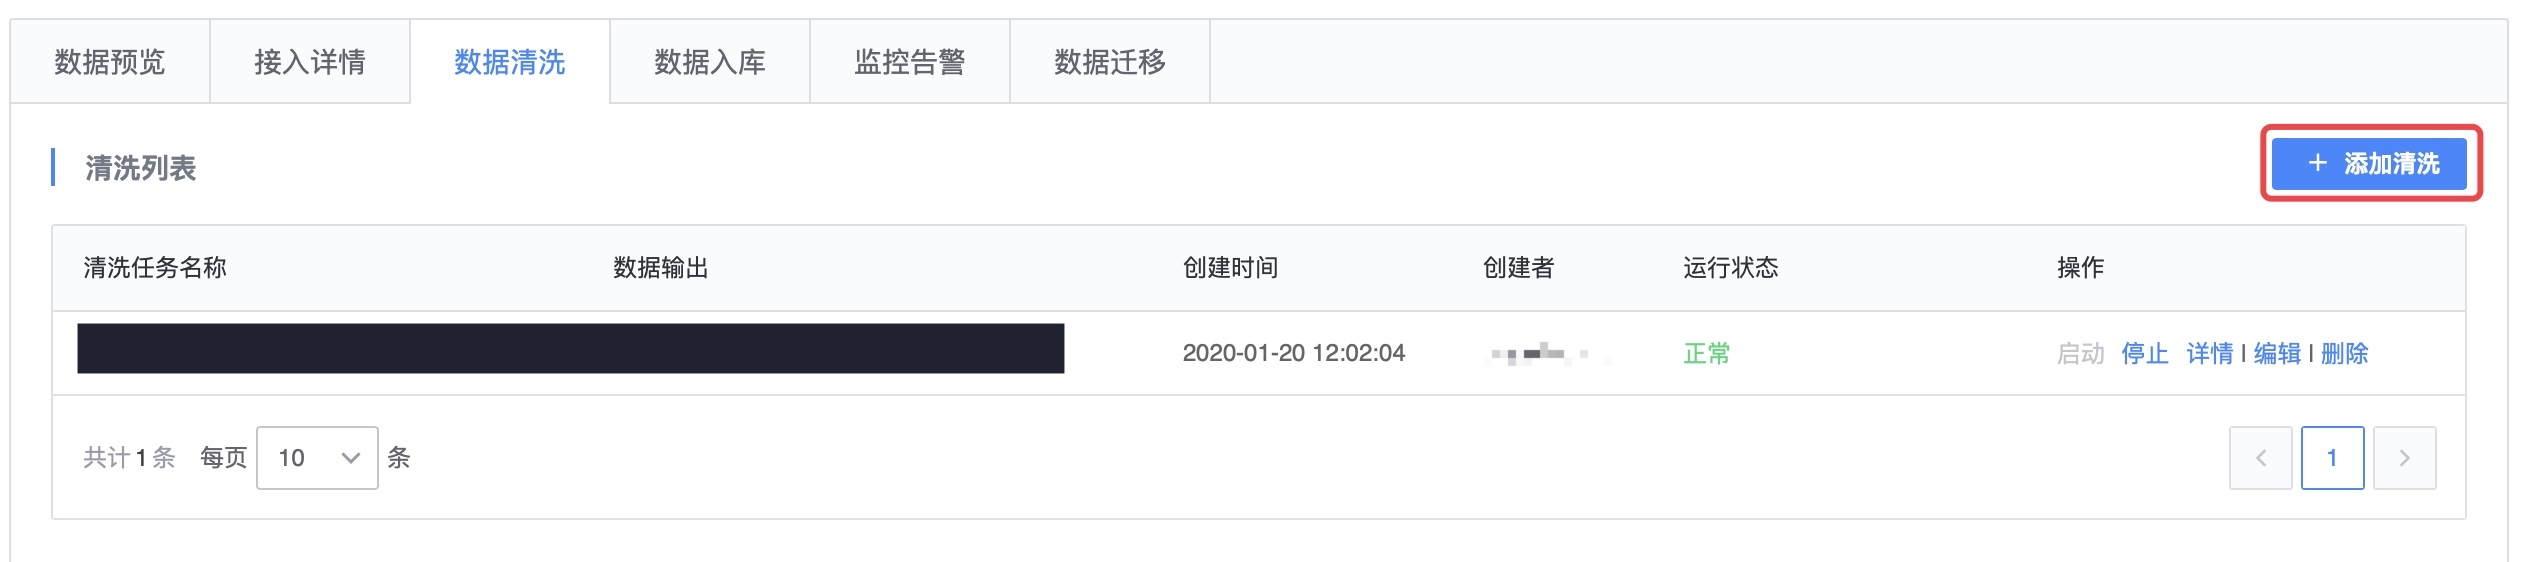 数据预览 接入详情 数据清洗 数据入库 监控告警 数据迁移
清洗列表 + 添加清洗
清洗任务名称 数据输出 创建时间 创建者 运行状态 操作
2020-01-20 12:02:04 正常 启动 停止 详情 | 编辑 | 删除
共计1条 每页 10 条 < 1 >